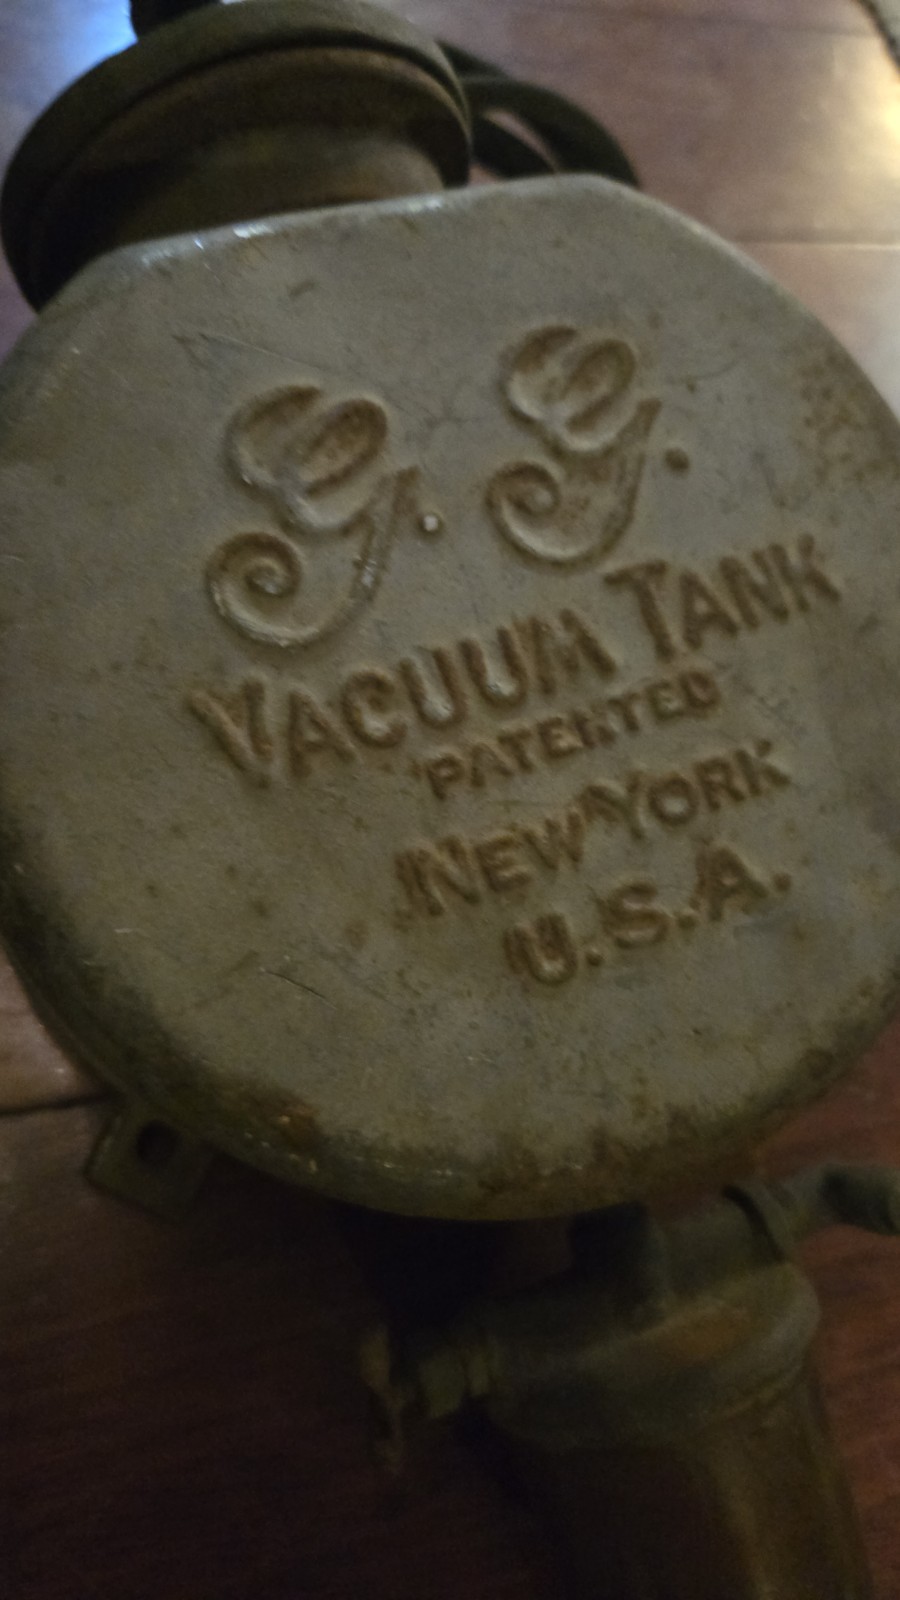 G. G.
VACUUM TANK
PATENTED
NEW YORK
U.S.A.